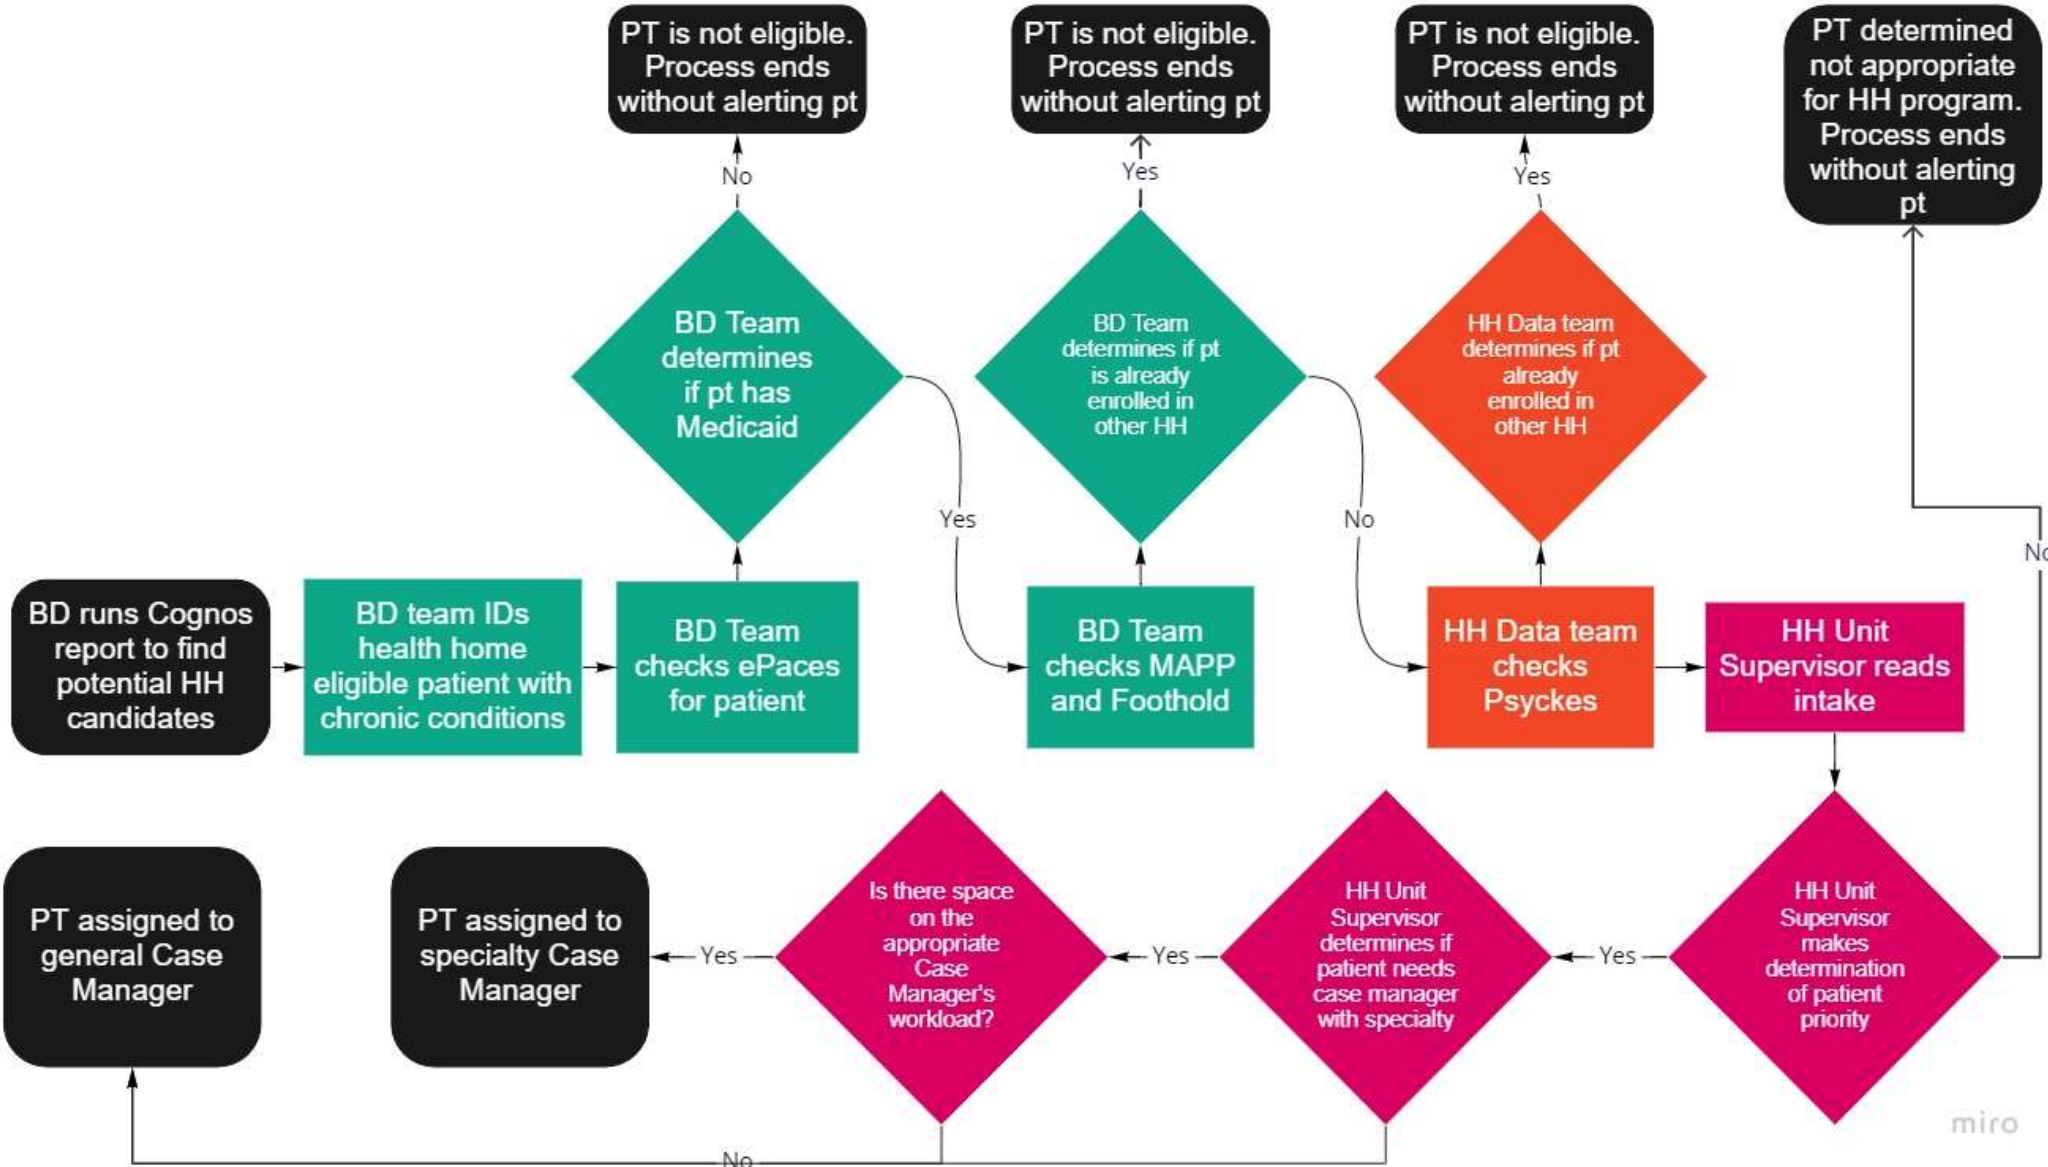 PT is not eligible.
Process ends
without alerting pt
PT is not eligible.
Process ends
without alerting pt
PT is not eligible.
Process ends
without alerting pt
PT determined
not appropriate
for HH program.
Process ends
without alerting
pt
No
Yes
Yes
BD Team
determines
if pt has
Medicaid
BD Team
determines if pt
is already
enrolled in
other HH
HH Data team
determines if pt
already
enrolled in
other HH
Yes
No
No
BD runs Cognos
report to find
potential HH
candidates
BD team IDs
health home
eligible patient with
chronic conditions
BD Team
checks ePaces
for patient
BD Team
checks MAPP
and Foothold
HH Data team
checks
Psyckes
HH Unit
Supervisor reads
intake
PT assigned to
general Case
Manager
PT assigned to
specialty Case
Manager
Yes
Is there space
on the
appropriate
Case
Manager's
workload?
Yes
HH Unit
Supervisor
determines if
patient needs
case manager
with specialty
Yes
HH Unit
Supervisor
makes
determination
of patient
priority
No
miro